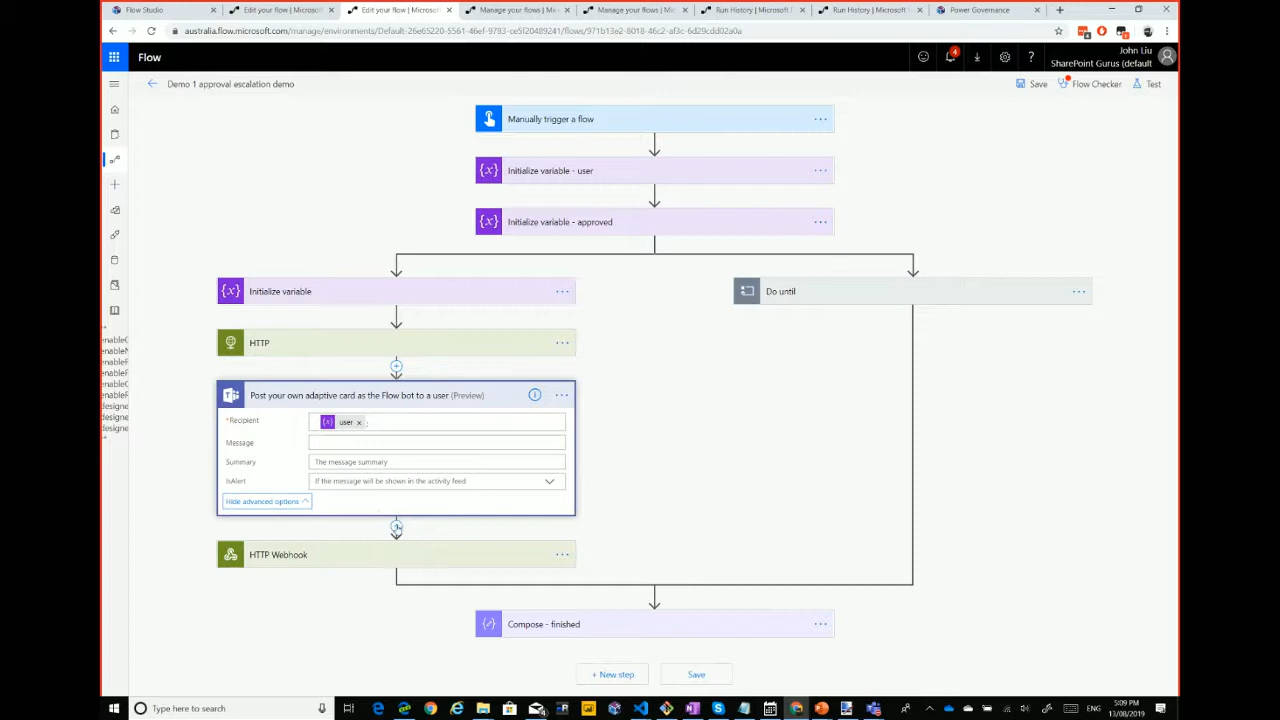 Flow Studio
Edit your flow | Microsoft
Edit your flow | Microsoft
Manage your flows | Mic
Manage your flows | Mic
Run History | Microsoft F
Run History | Microsoft F
Power Governance
australia.flow.microsoft.com/manage/environments/Default-26e65220-5561-46ef-9783-ce5f20489241/flows/971b13e2-8018-46c2-af3c-6d29cdd02a0a
Flow
4
John Liu
SharePoint Gurus (default
Demo 1 approval escalation demo
Save
Flow Checker
Test
Manually trigger a flow
Initialize variable - user
Initialize variable - approved
Initialize variable
Do until
HTTP
Post your own adaptive card as the Flow bot to a user (Preview)
*Recipient
user
Message
Summary
The message summary
IsAlert
If the message will be shown in the activity feed
Hide advanced options
HTTP Webhook
Compose - finished
+ New step
Save
Type here to search
ENG
5:09 PM
13/08/2019